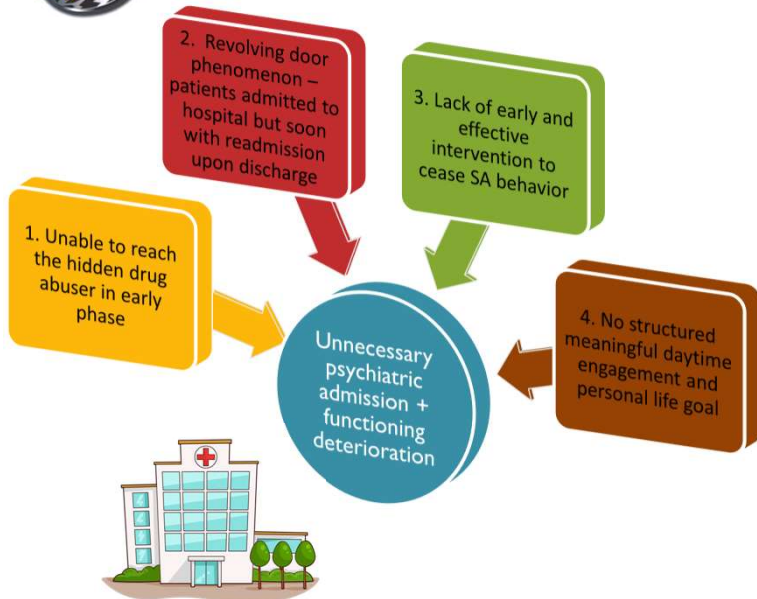 1. Unable to reach
the hidden drug
abuser in early
phase
2. Revolving door
phenomenon –
patients admitted to
hospital but soon
with readmission
upon discharge
3. Lack of early and
effective
intervention to
cease SA behavior
4. No structured
meaningful daytime
engagement and
personal life goal
Unnecessary
psychiatric
admission +
functioning
deterioration